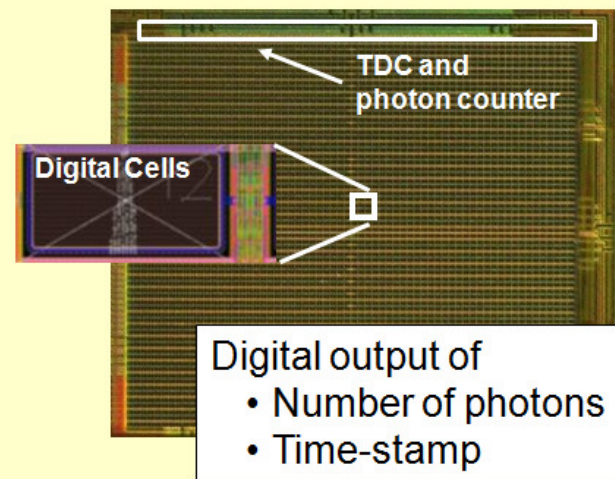 TDC and
photon counter
Digital Cells
Digital output of
• Number of photons
• Time-stamp